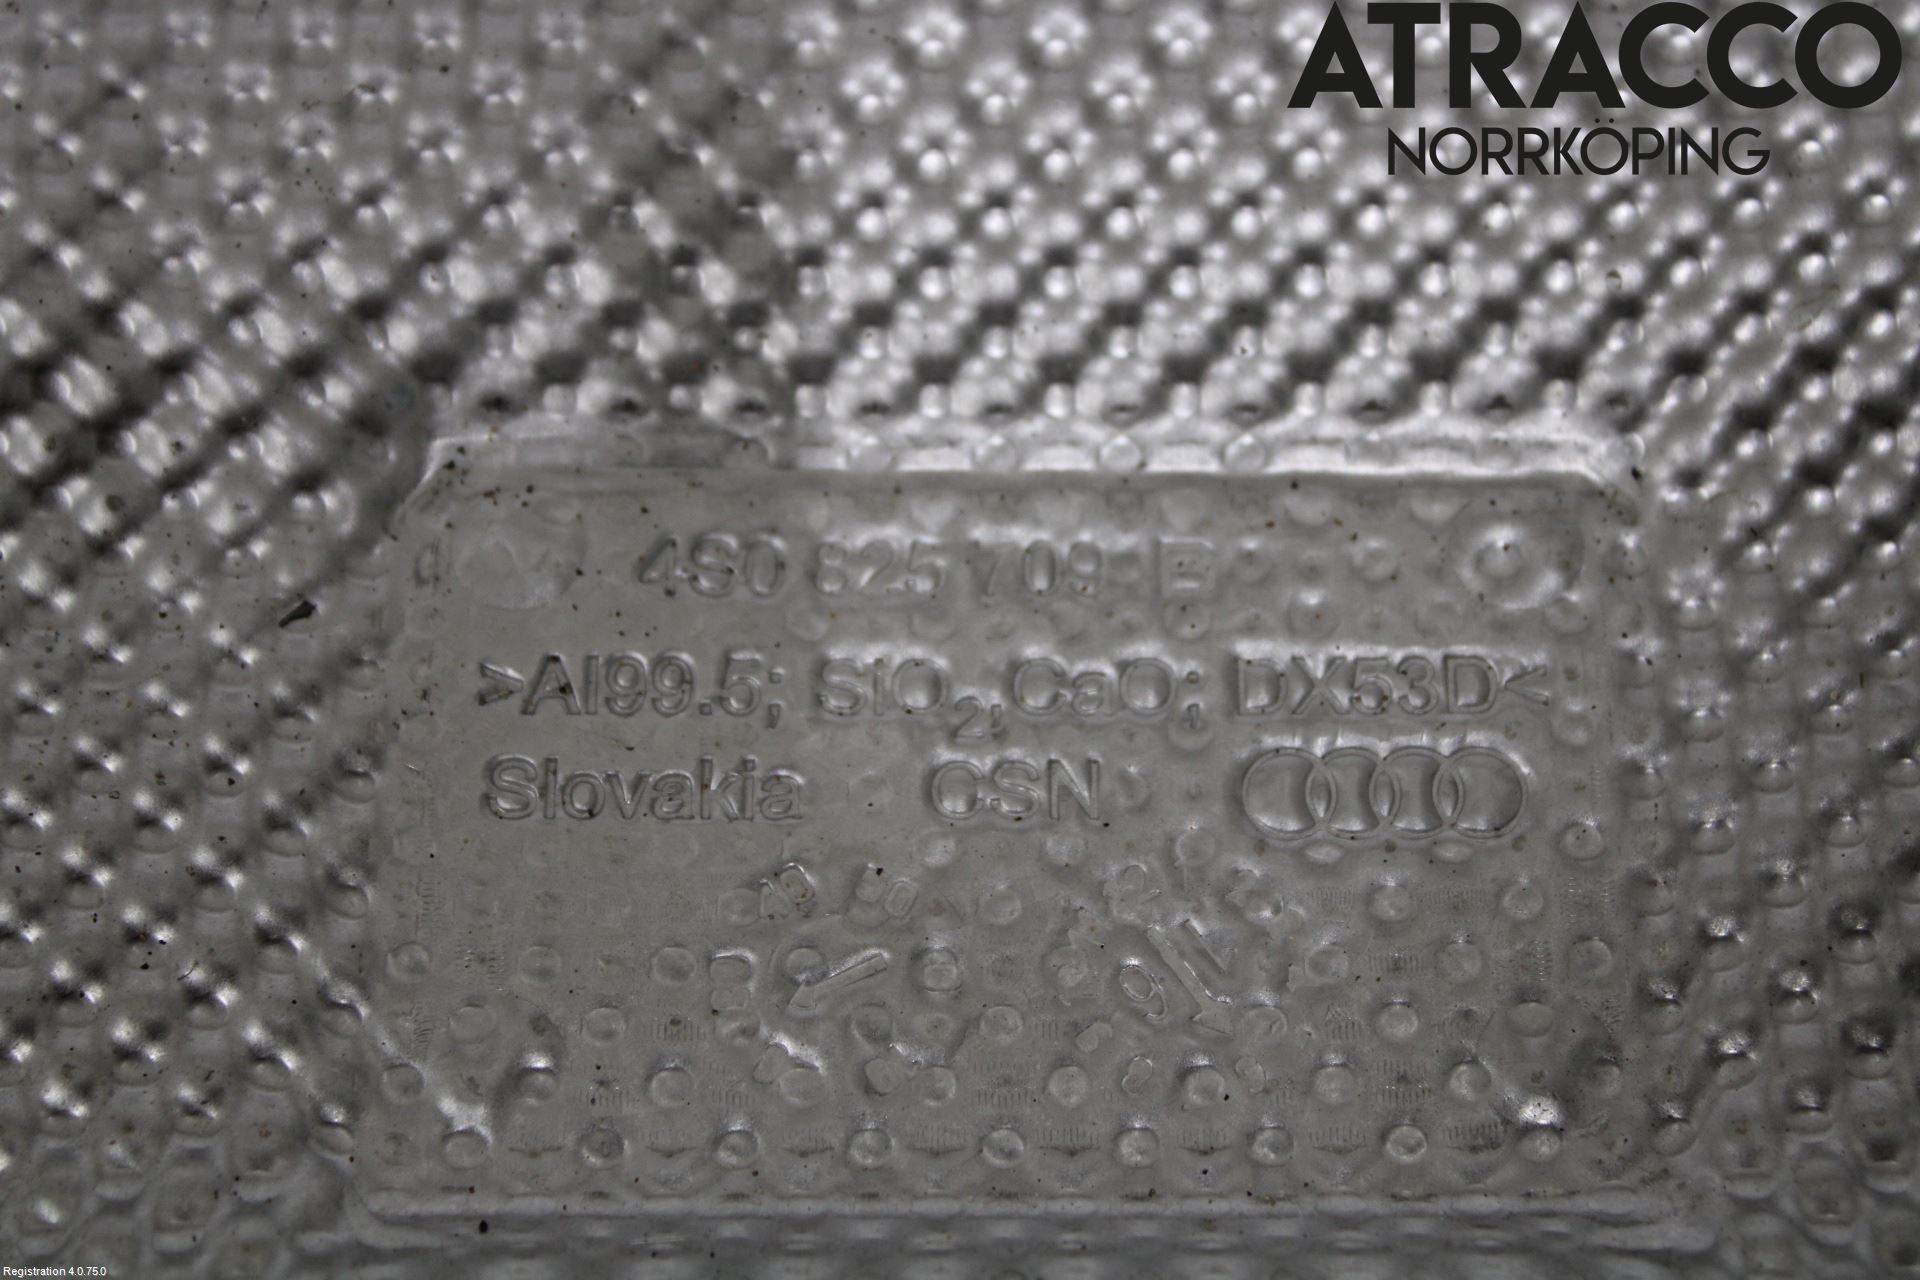 ATRACCO
NORRKÖPING
4S0 825 709
>Al99.5; SiO₂,CaO; DX53D<
Slovakia CSN
Registration 4.0.75.0